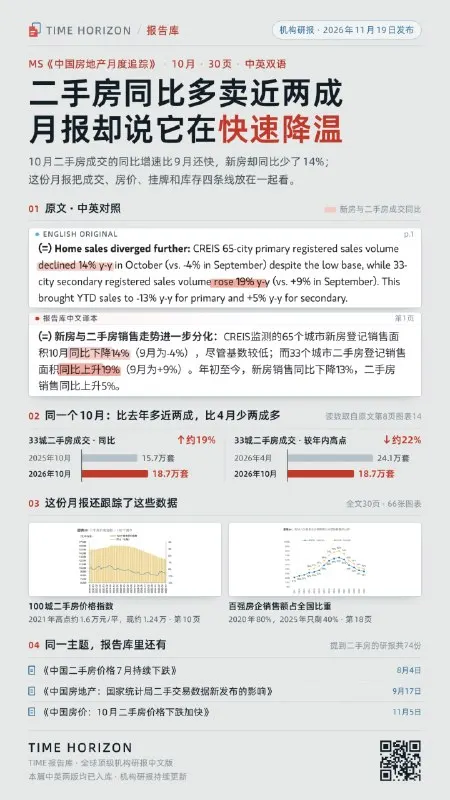 TIME HORIZON / 报告库
机构研报 · 2026年11月19日发布
MS《中国房地产月度追踪》 · 10月 · 30页 · 中英双语
二手房同比多卖近两成
月报却说它在快速降温
10月二手房成交的同比增速比9月还快，新房却同比少了14%；
这份月报把成交、房价、挂牌和库存四条线放在一起看。
01 原文 · 中英对照
新房与二手房成交同比
ENGLISH ORIGINAL
p.1
(=) Home sales diverged further: CREIS 65-city primary registered sales volume
declined 14% y-y in October (vs. -4% in September) despite the low base, while 33-
city secondary registered sales volume rose 19% y-y (vs. +9% in September). This
brought YTD sales to -13% y-y for primary and +5% y-y for secondary.
报告库中文译本
第1页
(=) 新房与二手房销售走势进一步分化：CREIS监测的65个城市新房登记销售面
积10月同比下降14%（9月为-4%），尽管基数较低；而33个城市二手房登记销售
面积同比上升19%（9月为+9%）。年初至今，新房销售同比下降13%，二手房
销售同比上升5%。
02 同一个10月：比去年多近两成，比4月少两成多
读数取自原文第8页图表14
33城二手房成交 · 同比
↑约19%
2025年10月
15.7万套
2026年10月
18.7万套
33城二手房成交 · 较年内高点
↓约22%
2026年4月
24.1万套
2026年10月
18.7万套
03 这份月报还跟踪了这些数据
全文30页 · 66张图表
100城二手房价格指数
2021年高点约1.6万元/平，现约1.24万 · 第10页
百强房企销售额占全国比重
2020年80%，2025年只剩40% · 第18页
04 同一主题，报告库里还有
提到二手房的研报共74份
《中国二手房价格7月持续下跌》
8月4日
《中国房地产：国家统计局二手交易数据新发布的影响》
9月17日
《中国房价：10月二手房价格下跌加快》
11月5日
TIME HORIZON
TIME报告库 · 全球顶级机构研报中文版
本篇中英两版均已入库 · 机构研报持续更新